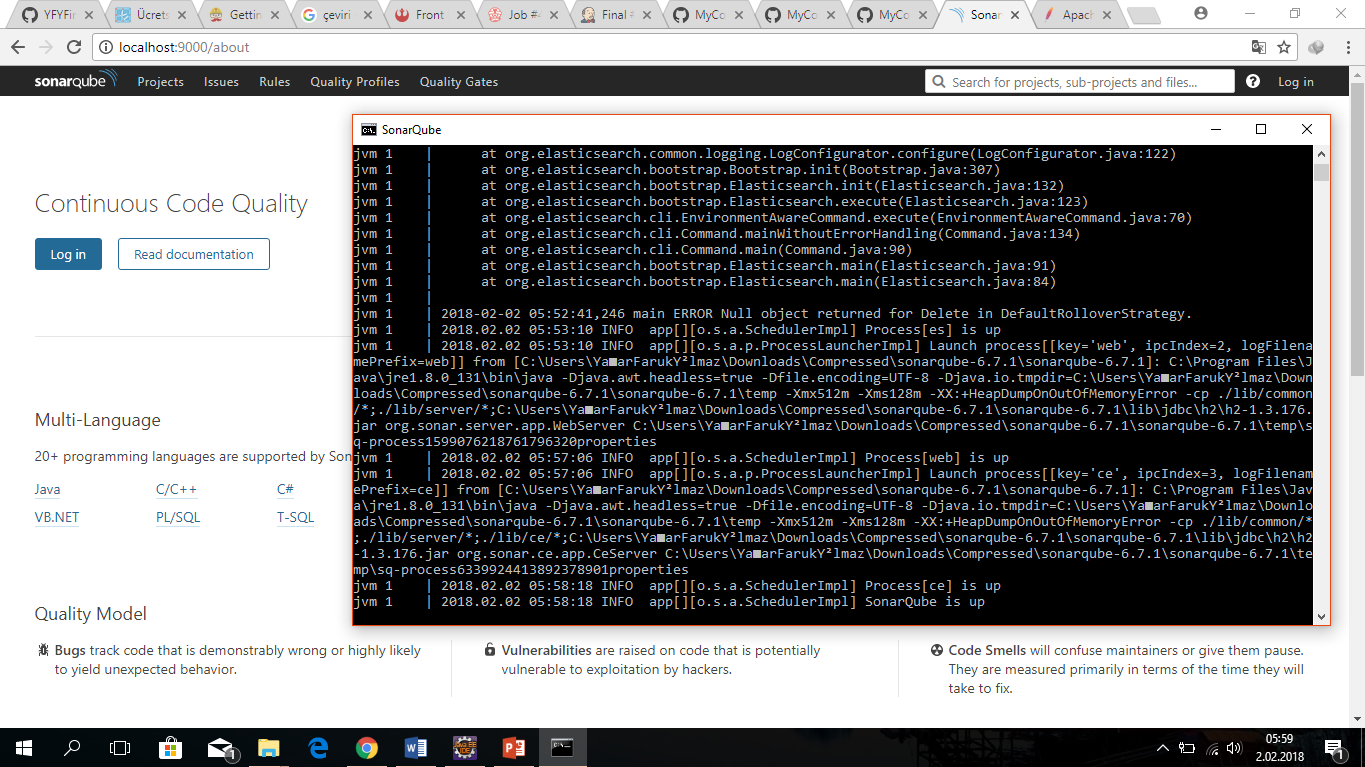 YFYFir
Ücrets
Gettin
çeviri
Front
Job #4
Final #
MyCo
MyCo
MyCo
Sonar
Apach
localhost:9000/about
sonarqube Projects Issues Rules Quality Profiles Quality Gates Search for projects, sub-projects and files... Log in
Continuous Code Quality
Log in Read documentation
Multi-Language
20+ programming languages are supported by Son
Java C/C++ C#
VB.NET PL/SQL T-SQL
Quality Model
Bugs track code that is demonstrably wrong or highly likely
to yield unexpected behavior.
Vulnerabilities are raised on code that is potentially
vulnerable to exploitation by hackers.
Code Smells will confuse maintainers or give them pause.
They are measured primarily in terms of the time they will
take to fix.
SonarQube
jvm 1 | at org.elasticsearch.common.logging.LogConfigurator.configure(LogConfigurator.java:122)
jvm 1 | at org.elasticsearch.bootstrap.Bootstrap.init(Bootstrap.java:307)
jvm 1 | at org.elasticsearch.bootstrap.Elasticsearch.init(Elasticsearch.java:132)
jvm 1 | at org.elasticsearch.bootstrap.Elasticsearch.execute(Elasticsearch.java:123)
jvm 1 | at org.elasticsearch.cli.EnvironmentAwareCommand.execute(EnvironmentAwareCommand.java:70)
jvm 1 | at org.elasticsearch.cli.Command.mainWithoutErrorHandling(Command.java:134)
jvm 1 | at org.elasticsearch.cli.Command.main(Command.java:90)
jvm 1 | at org.elasticsearch.bootstrap.Elasticsearch.main(Elasticsearch.java:91)
jvm 1 | at org.elasticsearch.bootstrap.Elasticsearch.main(Elasticsearch.java:84)
jvm 1 |
jvm 1 | 2018-02-02 05:52:41,246 main ERROR Null object returned for Delete in DefaultRolloverStrategy.
jvm 1 | 2018.02.02 05:53:10 INFO app[][o.s.a.SchedulerImpl] Process[es] is up
jvm 1 | 2018.02.02 05:53:10 INFO app[][o.s.a.p.ProcessLauncherImpl] Launch process[[key='web', ipcIndex=2, logFilena
mePrefix=web]] from [C:\Users\Ya■arFarukY²lmaz\Downloads\Compressed\sonarqube-6.7.1\sonarqube-6.7.1]: C:\Program Files\J
ava\jre1.8.0_131\bin\java -Djava.awt.headless=true -Dfile.encoding=UTF-8 -Djava.io.tmpdir=C:\Users\Ya■arFarukY²lmaz\Down
loads\Compressed\sonarqube-6.7.1\sonarqube-6.7.1\temp -Xmx512m -Xms128m -XX:+HeapDumpOnOutOfMemoryError -cp ./lib/common
/*;./lib/server/*;C:\Users\Ya■arFarukY²lmaz\Downloads\Compressed\sonarqube-6.7.1\sonarqube-6.7.1\lib\jdbc\h2\h2-1.3.176.
jar org.sonar.server.app.WebServer C:\Users\Ya■arFarukY²lmaz\Downloads\Compressed\sonarqube-6.7.1\sonarqube-6.7.1\temp\s
q-process1599076218761796320properties
jvm 1 | 2018.02.02 05:57:06 INFO app[][o.s.a.SchedulerImpl] Process[web] is up
jvm 1 | 2018.02.02 05:57:06 INFO app[][o.s.a.p.ProcessLauncherImpl] Launch process[[key='ce', ipcIndex=3, logFilenam
ePrefix=ce]] from [C:\Users\Ya■arFarukY²lmaz\Downloads\Compressed\sonarqube-6.7.1\sonarqube-6.7.1]: C:\Program Files\Jav
a\jre1.8.0_131\bin\java -Djava.awt.headless=true -Dfile.encoding=UTF-8 -Djava.io.tmpdir=C:\Users\Ya■arFarukY²lmaz\Downlo
ads\Compressed\sonarqube-6.7.1\sonarqube-6.7.1\temp -Xmx512m -Xms128m -XX:+HeapDumpOnOutOfMemoryError -cp ./lib/common/*
;./lib/server/*;./lib/ce/*;C:\Users\Ya■arFarukY²lmaz\Downloads\Compressed\sonarqube-6.7.1\sonarqube-6.7.1\lib\jdbc\h2\h2
-1.3.176.jar org.sonar.ce.app.CeServer C:\Users\Ya■arFarukY²lmaz\Downloads\Compressed\sonarqube-6.7.1\sonarqube-6.7.1\te
mp\sq-process6339924413892378901properties
jvm 1 | 2018.02.02 05:58:18 INFO app[][o.s.a.SchedulerImpl] Process[ce] is up
jvm 1 | 2018.02.02 05:58:18 INFO app[][o.s.a.SchedulerImpl] SonarQube is up
05:59
2.02.2018